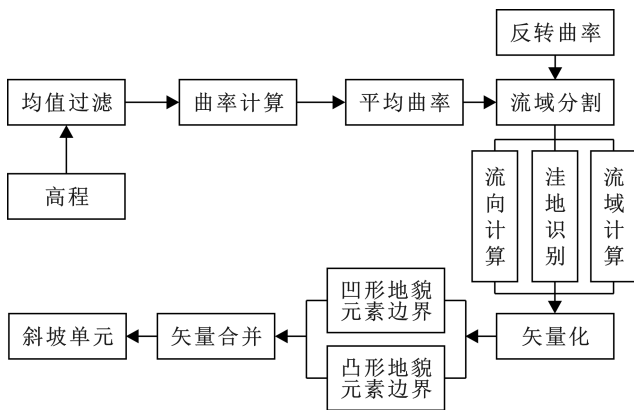 反转曲率
均值过滤
曲率计算
平均曲率
流域分割
高程
流向计算
洼地识别
流域计算
凹形地貌
元素边界
斜坡单元
矢量合并
矢量化
凸形地貌
元素边界